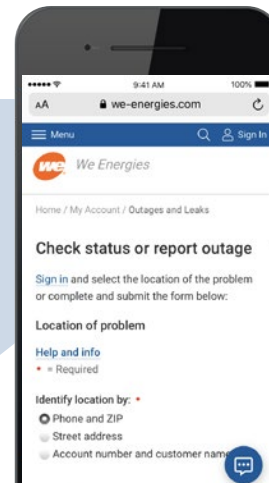 9:41 AM 100%
AA we-energies.com
Menu Sign In
we We Energies
Home / My Account / Outages and Leaks
Check status or report outage
Sign in and select the location of the problem
or complete and submit the form below:
Location of problem
Help and info
* = Required
Identify location by: *
Phone and ZIP
Street address
Account number and customer name